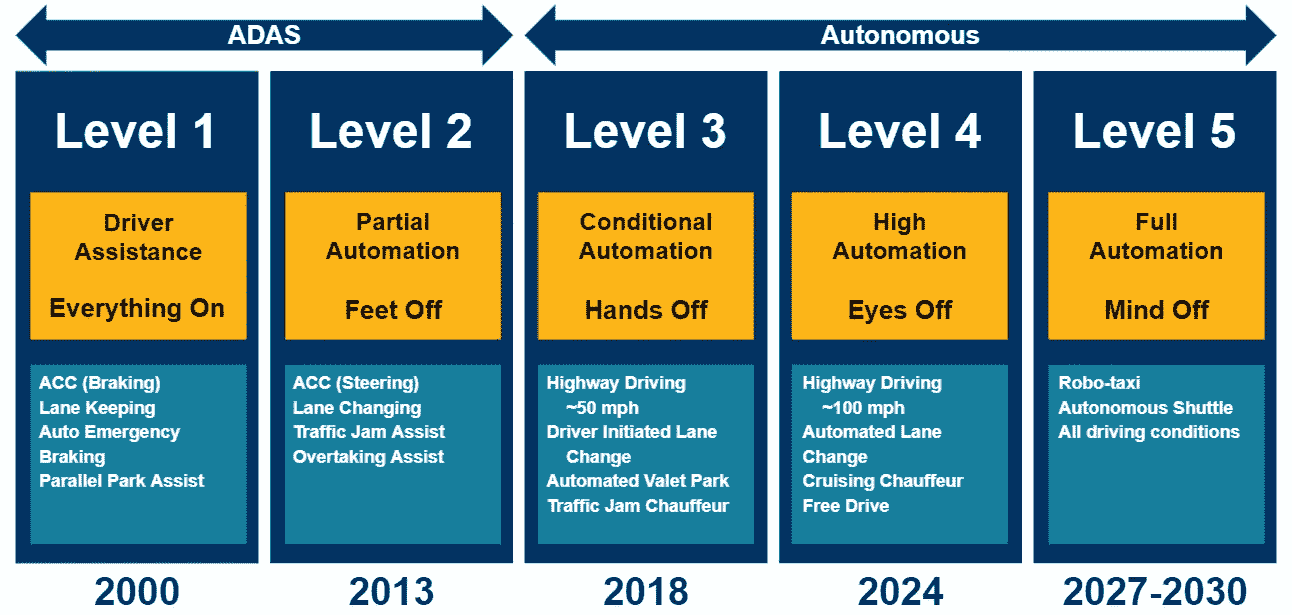 ADAS
Autonomous
Level 1
Driver
Assistance
Everything On
ACC (Braking)
Lane Keeping
Auto Emergency
Braking
Parallel Park Assist
2000
Level 2
Partial
Automation
Feet Off
ACC (Steering)
Lane Changing
Traffic Jam Assist
Overtaking Assist
2013
Level 3
Conditional
Automation
Hands Off
Highway Driving
~50 mph
Driver Initiated Lane
Change
Automated Valet Park
Traffic Jam Chauffeur
2018
Level 4
High
Automation
Eyes Off
Highway Driving
~100 mph
Automated Lane
Change
Cruising Chauffeur
Free Drive
2024
Level 5
Full
Automation
Mind Off
Robo-taxi
Autonomous Shuttle
All driving conditions
2027-2030